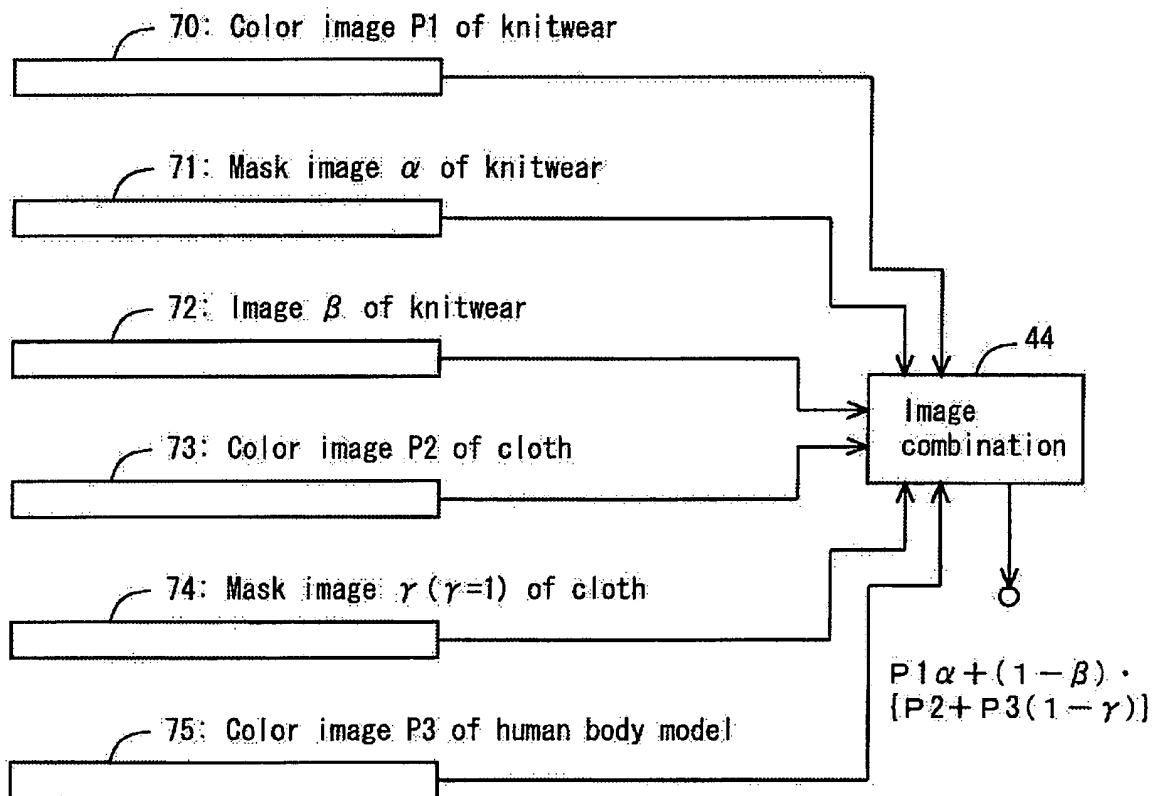 70: Color image P1 of knitwear
71: Mask image α of knitwear
72: Image β of knitwear
44
Image
combination
73: Color image P2 of cloth
74: Mask image γ (γ=1) of cloth
P1α+(1−β)·
{P2+P3(1−γ)}
75: Color image P3 of human body model